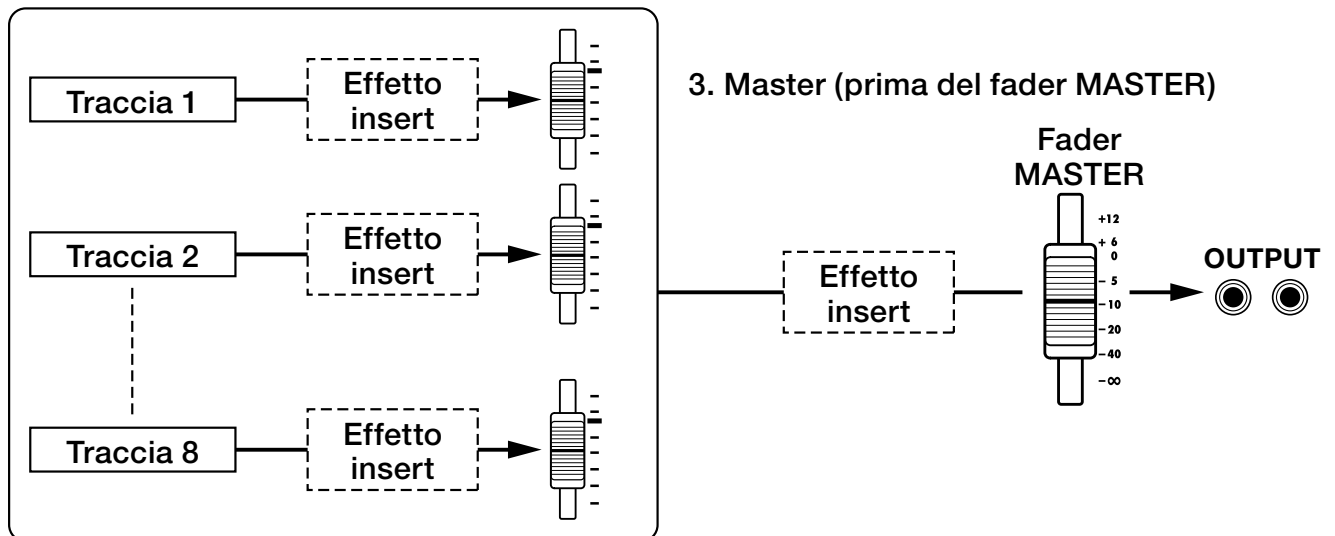 Traccia 1
Effetto
insert
Traccia 2
Effetto
insert
Traccia 8
Effetto
insert
3. Master (prima del fader MASTER)
Effetto
insert
Fader
MASTER
+12
+ 6
0
- 5
-10
-20
-40
-∞
OUTPUT